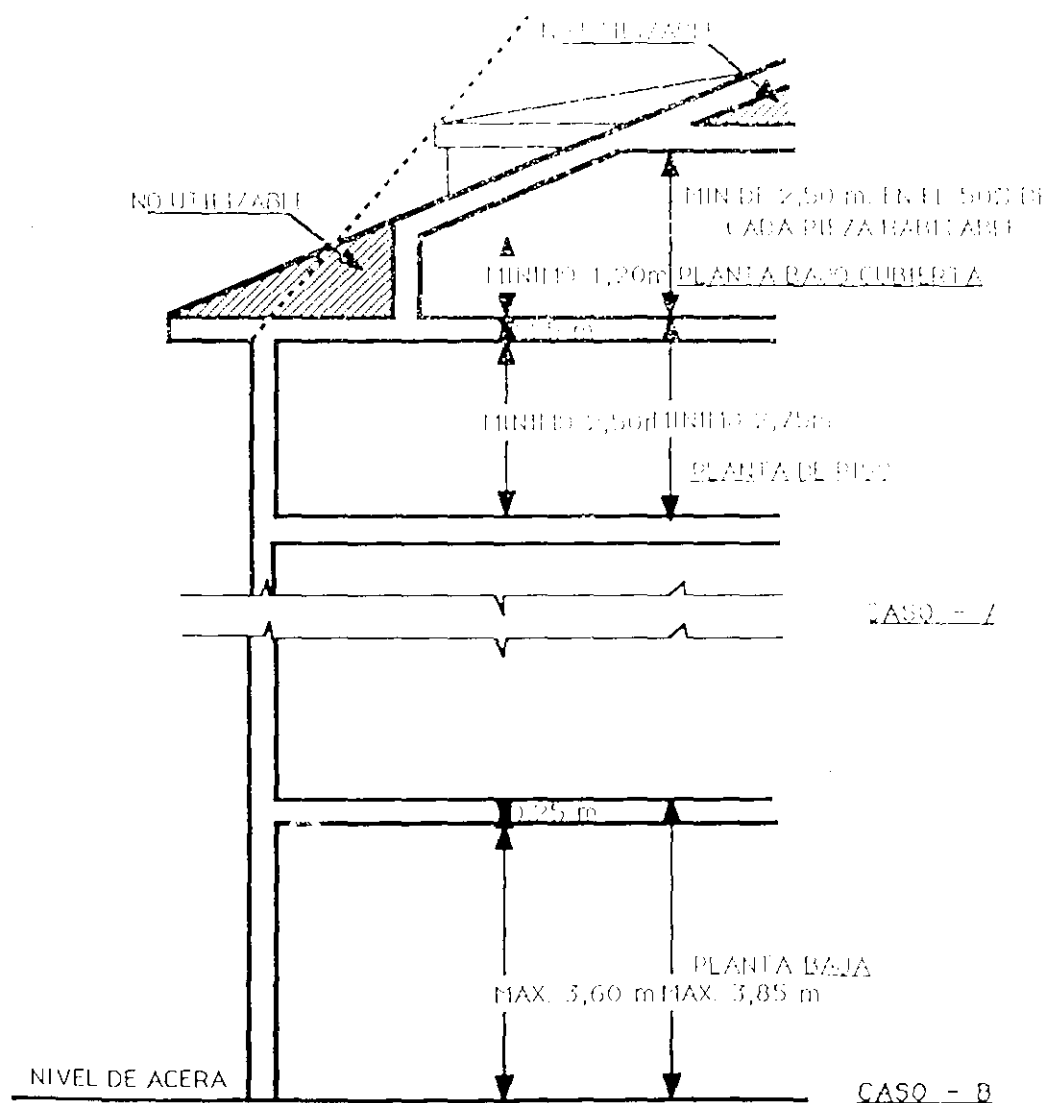 NO UTILIZABLE
NO UTILIZABLE
MIN DE 2,50 m. EN EL 50% DE
CADA PIEZA HABITABLE
MINIMO 1,20m PLANTA BAJO CUBIERTA
m
MINIMO 2,50m MINIMO 2,75m
PLANTA DE PISO
CASO -
0,25 m
PLANTA BAJA
MAX. 3,60 m MAX. 3,85 m
NIVEL DE ACERA
CASO - B